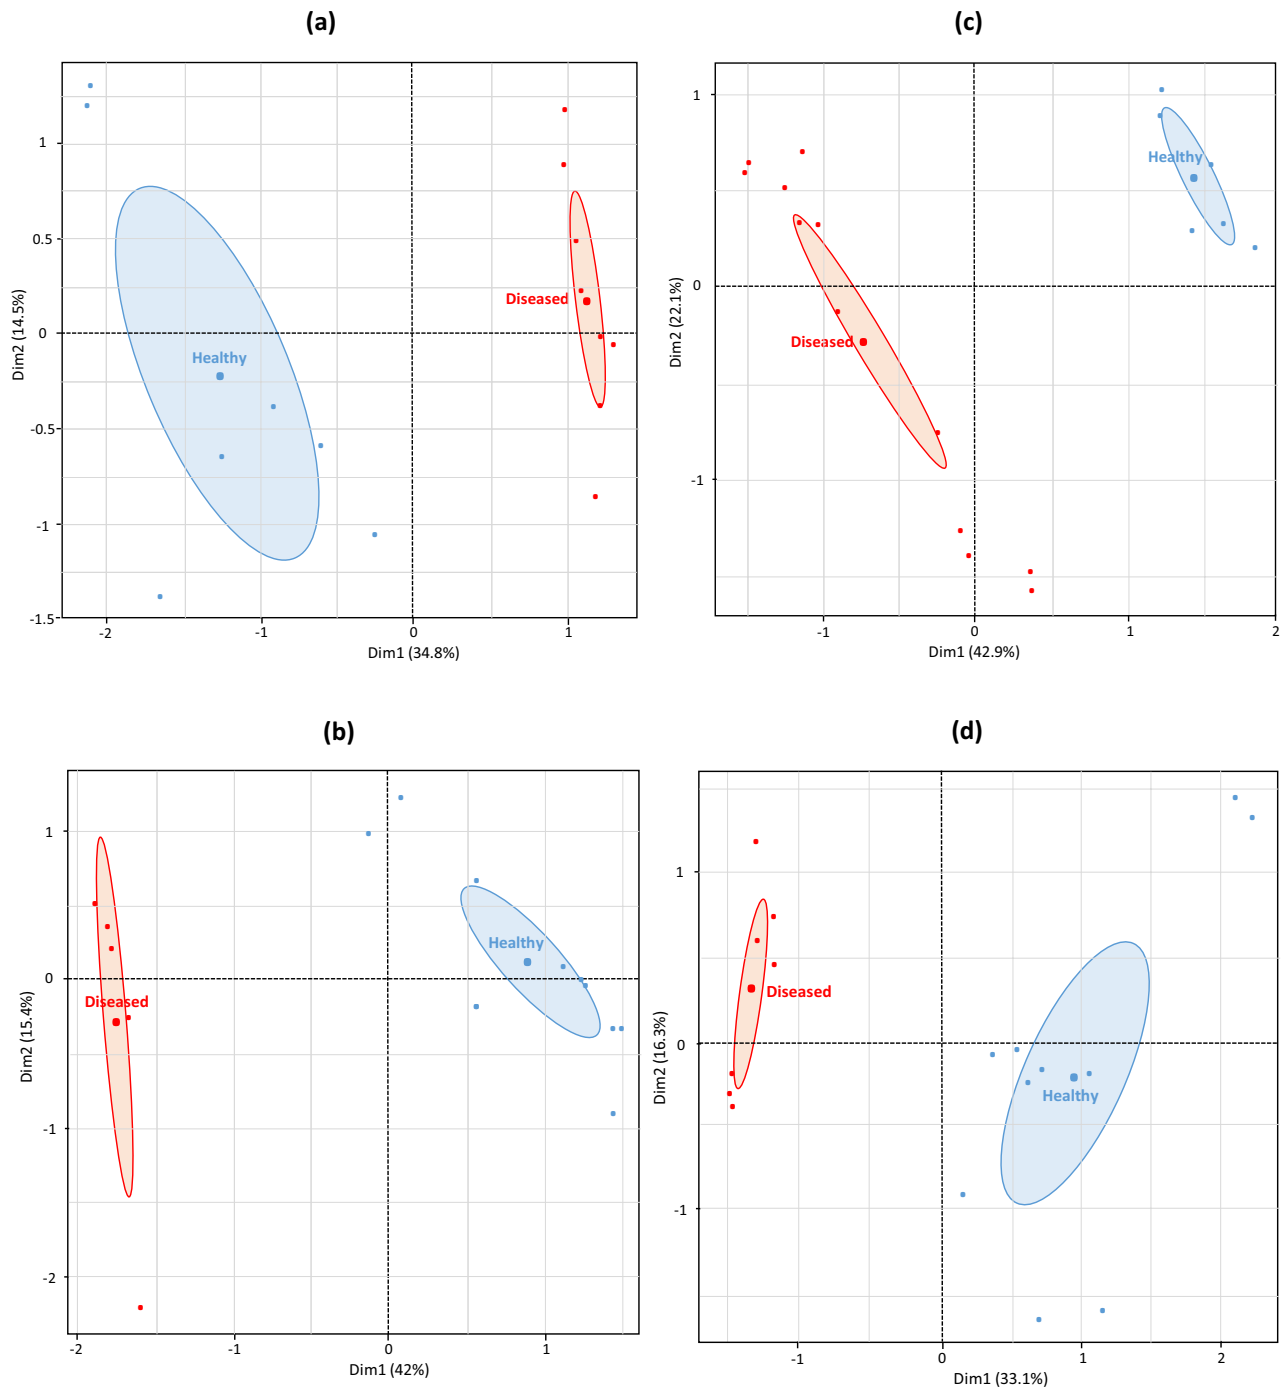 (a)
1
0.5
0
-0.5
-1
-1.5
Dim2 (14.5%)
Healthy
Diseased
-2
-1
0
1
Dim1 (34.8%)
(c)
1
0
-1
Dim2 (22.1%)
Healthy
Diseased
-1
0
1
2
Dim1 (42.9%)
(b)
1
0
-1
-2
Dim2 (15.4%)
Healthy
Diseased
-2
-1
0
1
Dim1 (42%)
(d)
1
0
-1
Dim2 (16.3%)
Diseased
Healthy
-1
0
1
2
Dim1 (33.1%)